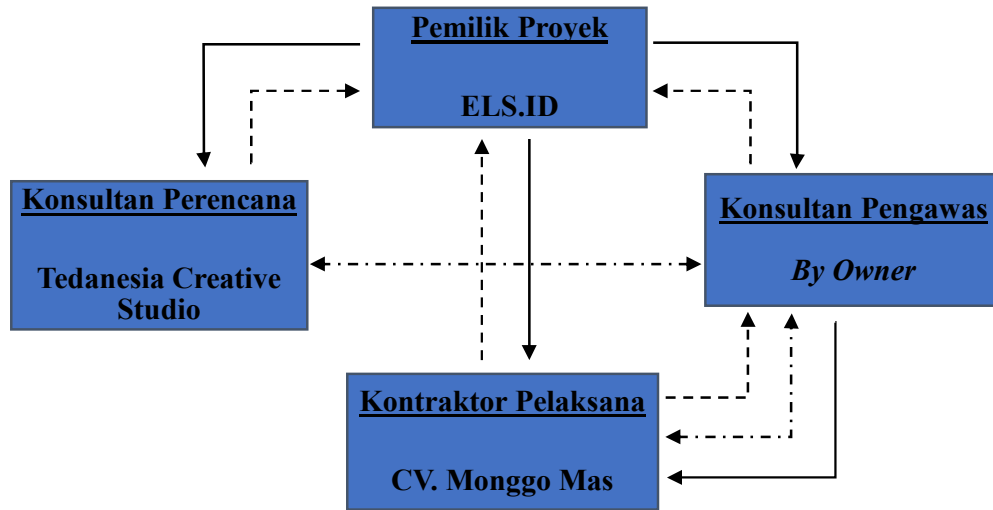 Pemilik Proyek
ELS.ID
Konsultan Perencana
Tedanesia Creative
Studio
Konsultan Pengawas
By Owner
Kontraktor Pelaksana
CV. Monggo Mas